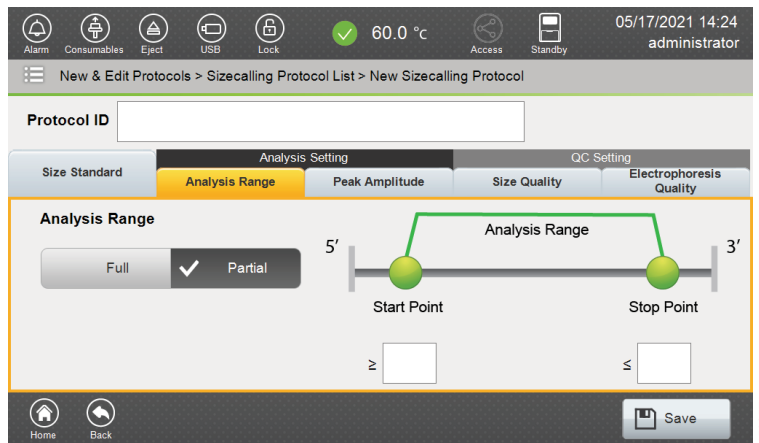 Alarm Consumables Eject USB Lock 60.0 °c Access Standby 05/17/2021 14:24
administrator
New & Edit Protocols > Sizecalling Protocol List > New Sizecalling Protocol
Protocol ID
Size Standard
Analysis Setting
QC Setting
Analysis Range
Peak Amplitude
Size Quality
Electrophoresis
Quality
Analysis Range
Full
Partial
5′
Analysis Range
3′
Start Point
Stop Point
≥
≤
Home
Back
Save